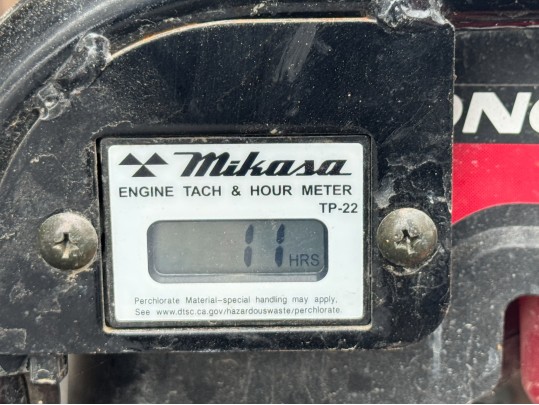 Mikasa
ENGINE TACH & HOUR METER
TP-22
11 HRS
Perchlorate Material-special handling may apply,
See www.dtsc.ca.gov/hazardouswaste/perchlorate